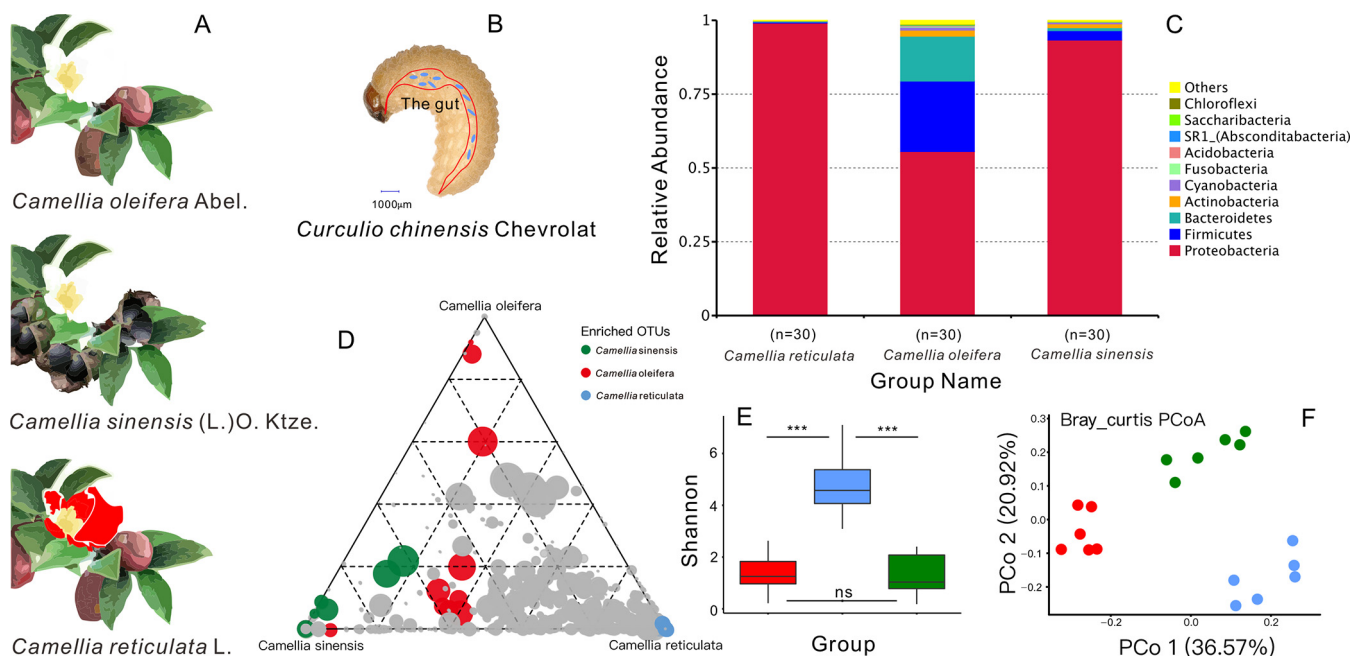 A
Camellia oleifera Abel.
Camellia sinensis (L.)O. Ktze.
Camellia reticulata L.
B
The gut
1000μm
Curculio chinensis Chevrolat
C
Relative Abundance
1
0.75
0.5
0.25
0
(n=30)
Camellia reticulata
(n=30)
Camellia oleifera
(n=30)
Camellia sinensis
Group Name
Others
Chloroflexi
Saccharibacteria
SR1_(Absconditabacteria)
Acidobacteria
Fusobacteria
Cyanobacteria
Actinobacteria
Bacteroidetes
Firmicutes
Proteobacteria
D
Camellia oleifera
Enriched OTUs
Camellia sinensis
Camellia oleifera
Camellia reticulata
Camellia sinensis
Camellia reticulata
E
Shannon
6
4
2
0
***
***
ns
Group
F
Bray_curtis PCoA
PCo 2 (20.92%)
0.3
0.2
0.1
0.0
−0.1
−0.2
−0.2
0.0
0.2
PCo 1 (36.57%)